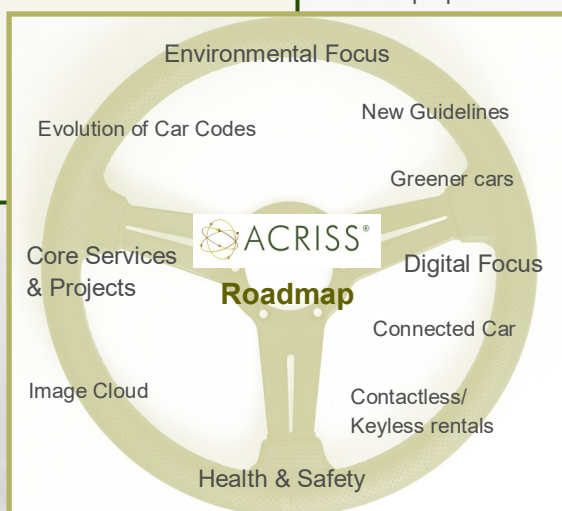 Environmental Focus
New Guidelines
Evolution of Car Codes
Greener cars
ACRISS®
Core Services
& Projects
Digital Focus
Roadmap
Connected Car
Image Cloud
Contactless/
Keyless rentals
Health & Safety